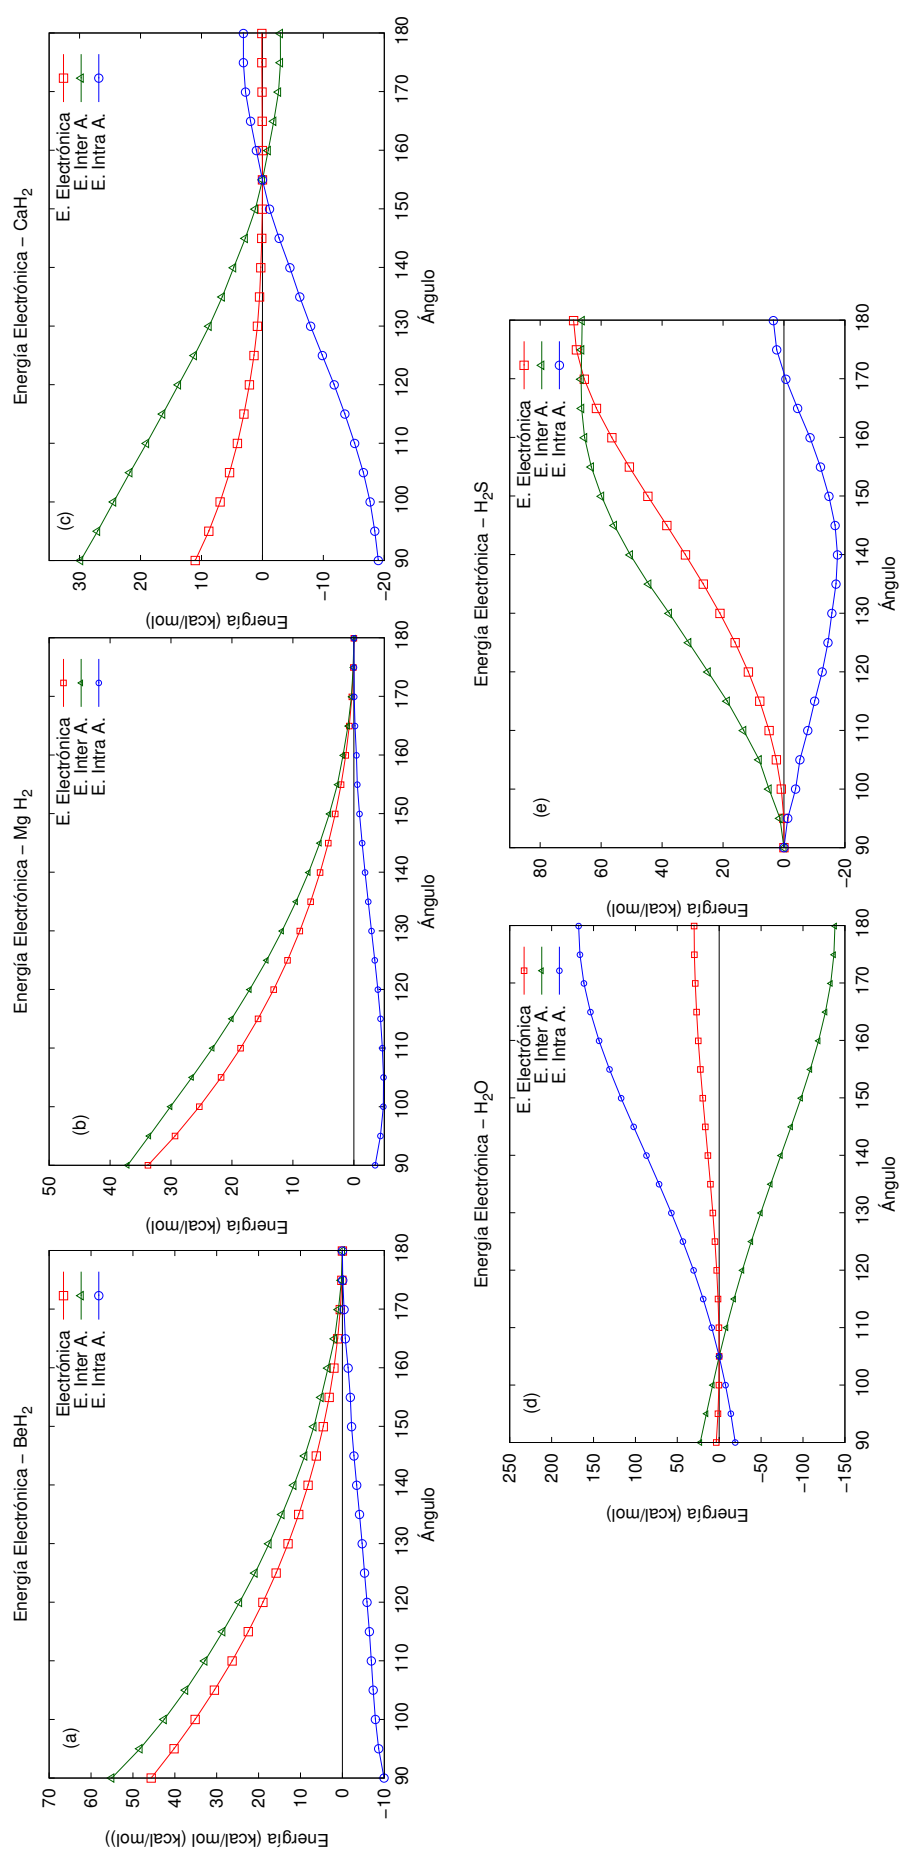 Energía Electrónica – BeH₂
(a)
Electrónica
E. Inter A.
E. Intra A.
Energía (kcal/mol (kcal/mol))
70
60
50
40
30
20
10
0
−10
90 100 110 120 130 140 150 160 170 180
Ángulo
Energía Electrónica – Mg H₂
(b)
E. Electrónica
E. Inter A.
E. Intra A.
Energía (kcal/mol)
50
40
30
20
10
0
90 100 110 120 130 140 150 160 170 180
Ángulo
Energía Electrónica – CaH₂
(c)
E. Electrónica
E. Inter A.
E. Intra A.
Energía (kcal/mol)
30
20
10
0
−10
−20
90 100 110 120 130 140 150 160 170 180
Ángulo
Energía Electrónica – H₂O
(d)
E. Electrónica
E. Inter A.
E. Intra A.
Energía (kcal/mol)
250
200
150
100
50
0
−50
−100
−150
90 100 110 120 130 140 150 160 170 180
Ángulo
Energía Electrónica – H₂S
(e)
E. Electrónica
E. Inter A.
E. Intra A.
Energía (kcal/mol)
80
60
40
20
0
−20
90 100 110 120 130 140 150 160 170 180
Ángulo